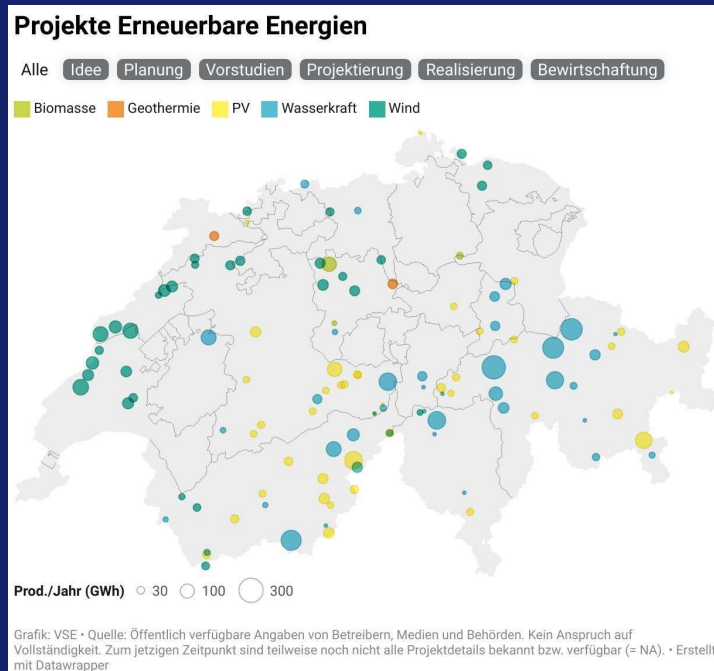 Projekte Erneuerbare Energien
Alle Idee Planung Vorstudien Projektierung Realisierung Bewirtschaftung
Biomasse Geothermie PV Wasserkraft Wind
Prod./Jahr (GWh) 30 100 300
Grafik: VSE • Quelle: Öffentlich verfügbare Angaben von Betreibern, Medien und Behörden. Kein Anspruch auf
Vollständigkeit. Zum jetzigen Zeitpunkt sind teilweise noch nicht alle Projektdetails bekannt bzw. verfügbar (= NA). • Erstellt
mit Datawrapper